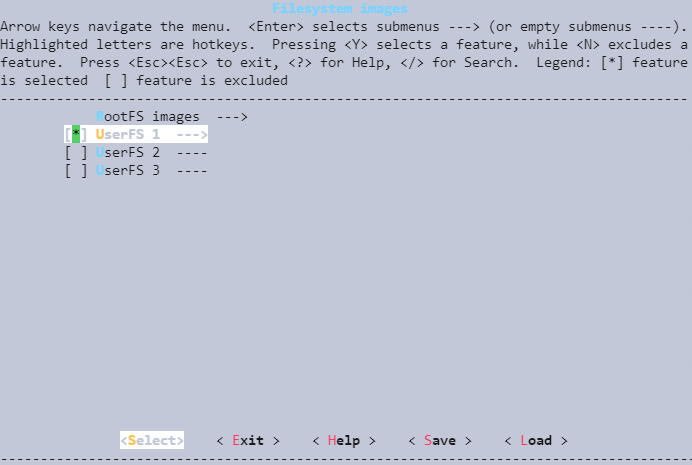 Filesystem images
Arrow keys navigate the menu.  <Enter> selects submenus ---> (or empty submenus ----).
Highlighted letters are hotkeys.  Pressing <Y> selects a feature, while <N> excludes a
feature.  Press <Esc><Esc> to exit, <?> for Help, </> for Search.  Legend: [*] feature
is selected  [ ] feature is excluded
RootFS images  --->
[*] UserFS 1  --->
[ ] UserFS 2  ----
[ ] UserFS 3  ----
<Select>    < Exit >    < Help >    < Save >    < Load >